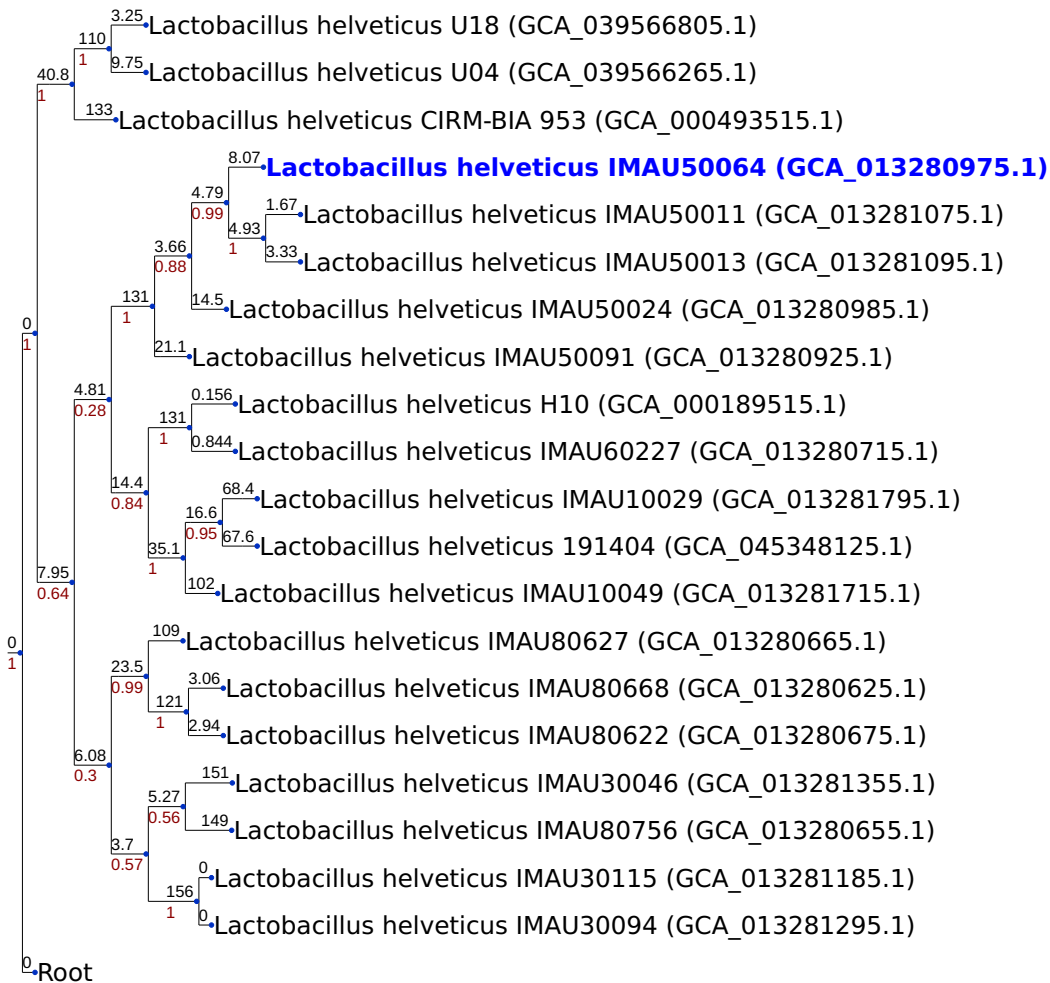 3.25
Lactobacillus helveticus U18 (GCA_039566805.1)
110
1
9.75
Lactobacillus helveticus U04 (GCA_039566265.1)
40.8
1
133
Lactobacillus helveticus CIRM-BIA 953 (GCA_000493515.1)
8.07
Lactobacillus helveticus IMAU50064 (GCA_013280975.1)
4.79
0.99
1.67
Lactobacillus helveticus IMAU50011 (GCA_013281075.1)
4.93
1
3.33
Lactobacillus helveticus IMAU50013 (GCA_013281095.1)
3.66
0.88
14.5
Lactobacillus helveticus IMAU50024 (GCA_013280985.1)
131
1
21.1
Lactobacillus helveticus IMAU50091 (GCA_013280925.1)
0
1
4.81
0.28
0.156
Lactobacillus helveticus H10 (GCA_000189515.1)
131
1
0.844
Lactobacillus helveticus IMAU60227 (GCA_013280715.1)
14.4
0.84
68.4
Lactobacillus helveticus IMAU10029 (GCA_013281795.1)
16.6
0.95
67.6
Lactobacillus helveticus 191404 (GCA_045348125.1)
35.1
1
102
Lactobacillus helveticus IMAU10049 (GCA_013281715.1)
7.95
0.64
109
Lactobacillus helveticus IMAU80627 (GCA_013280665.1)
0
1
23.5
0.99
3.06
Lactobacillus helveticus IMAU80668 (GCA_013280625.1)
121
1
2.94
Lactobacillus helveticus IMAU80622 (GCA_013280675.1)
6.08
0.3
151
Lactobacillus helveticus IMAU30046 (GCA_013281355.1)
5.27
0.56
149
Lactobacillus helveticus IMAU80756 (GCA_013280655.1)
3.7
0.57
0
Lactobacillus helveticus IMAU30115 (GCA_013281185.1)
156
1
0
Lactobacillus helveticus IMAU30094 (GCA_013281295.1)
0
Root